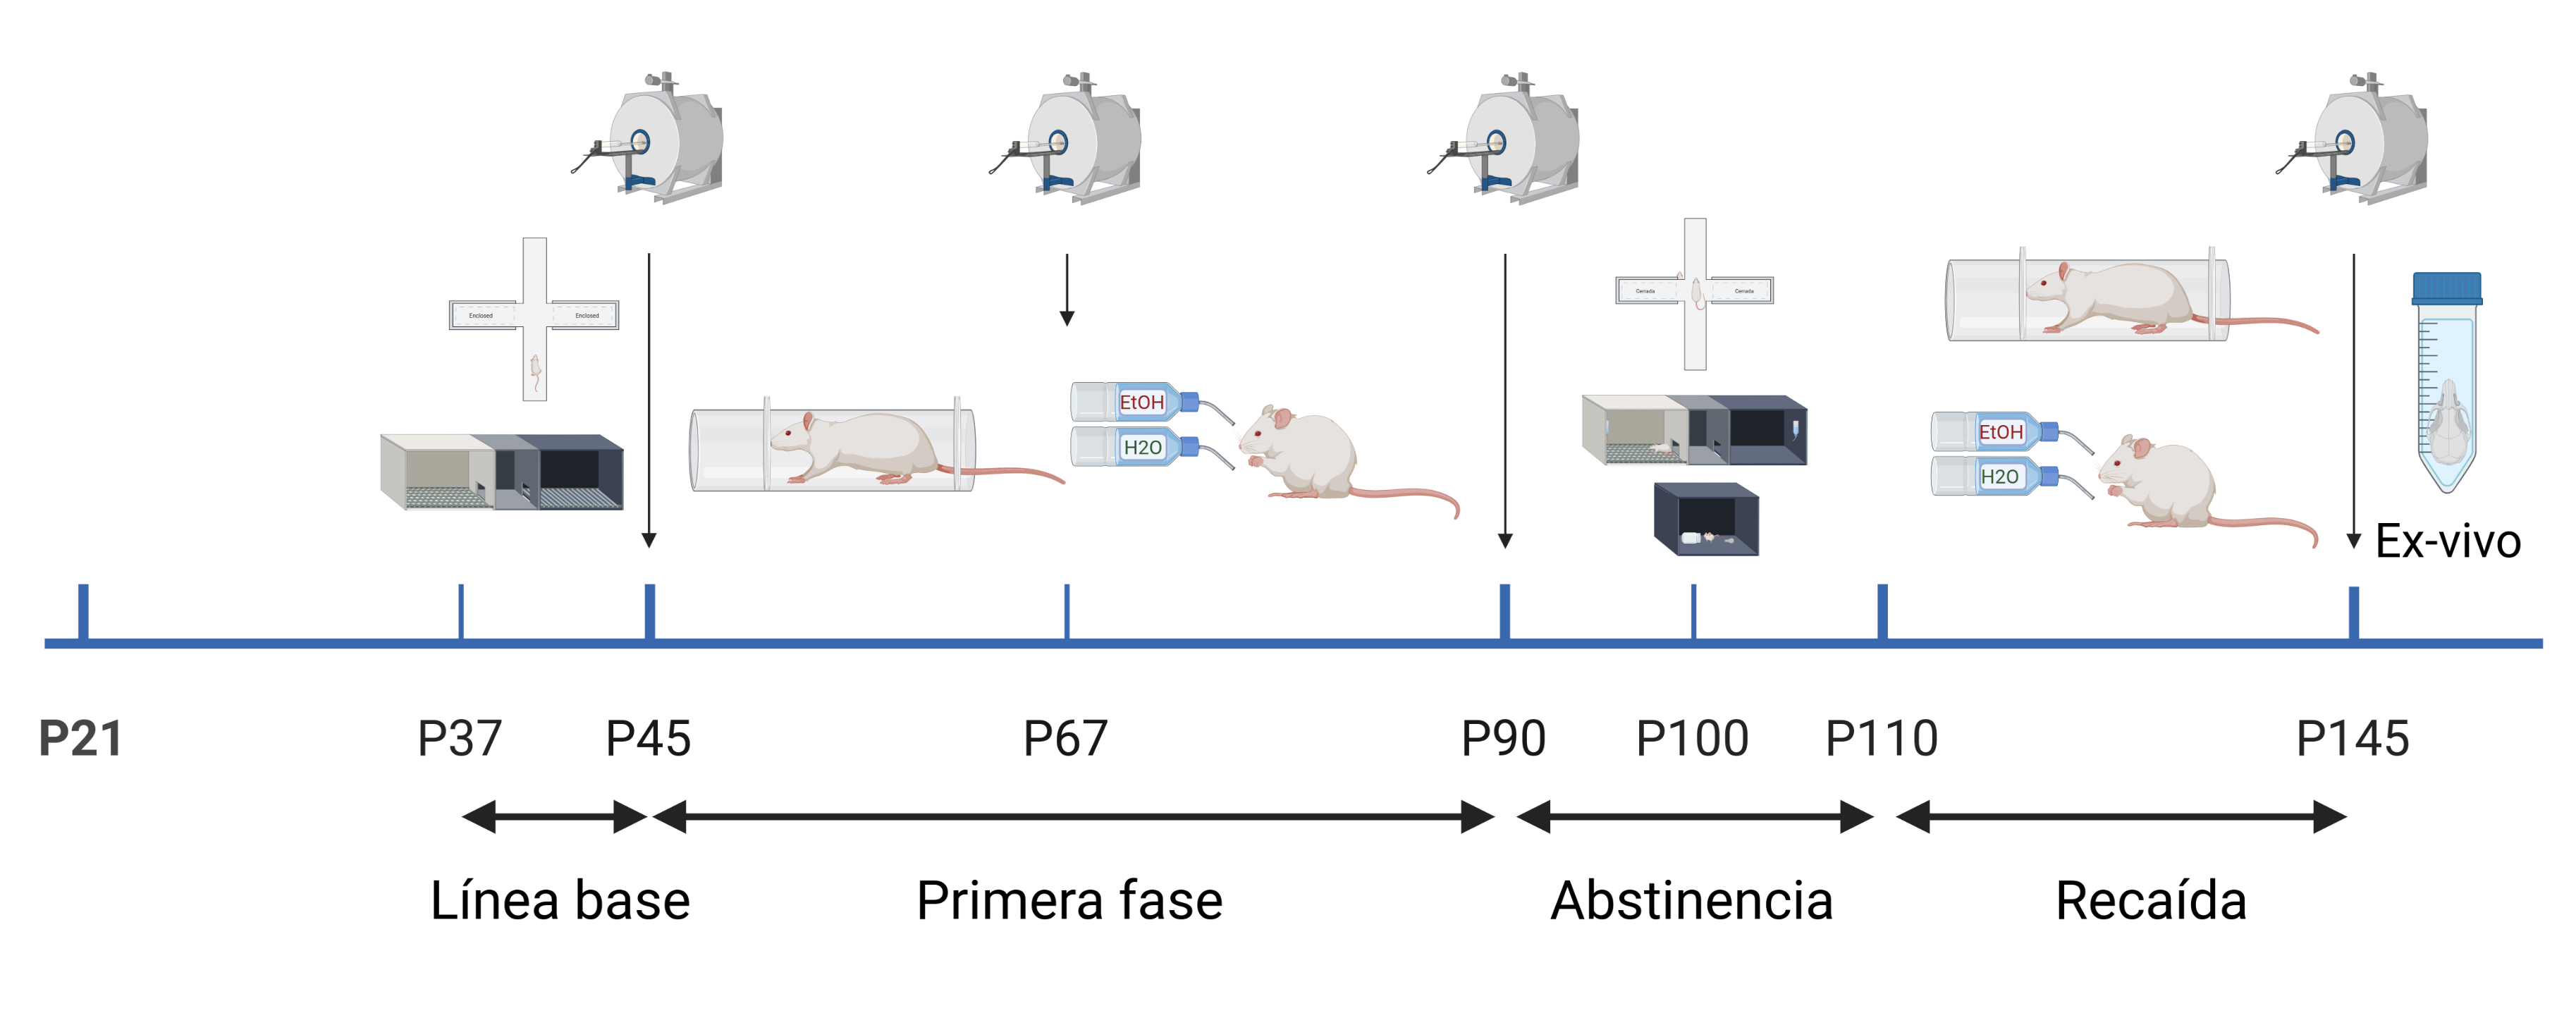 Enclosed
Enclosed
Cerrada
Cerrada
EtOH
H2O
EtOH
H2O
Ex-vivo
P21
P37
P45
P67
P90
P100
P110
P145
Línea base
Primera fase
Abstinencia
Recaída